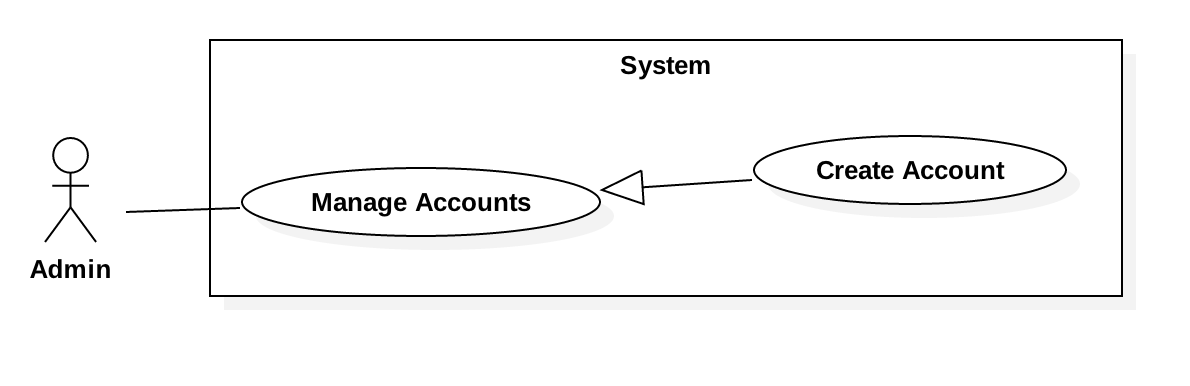 System
Manage Accounts
Create Account
Admin